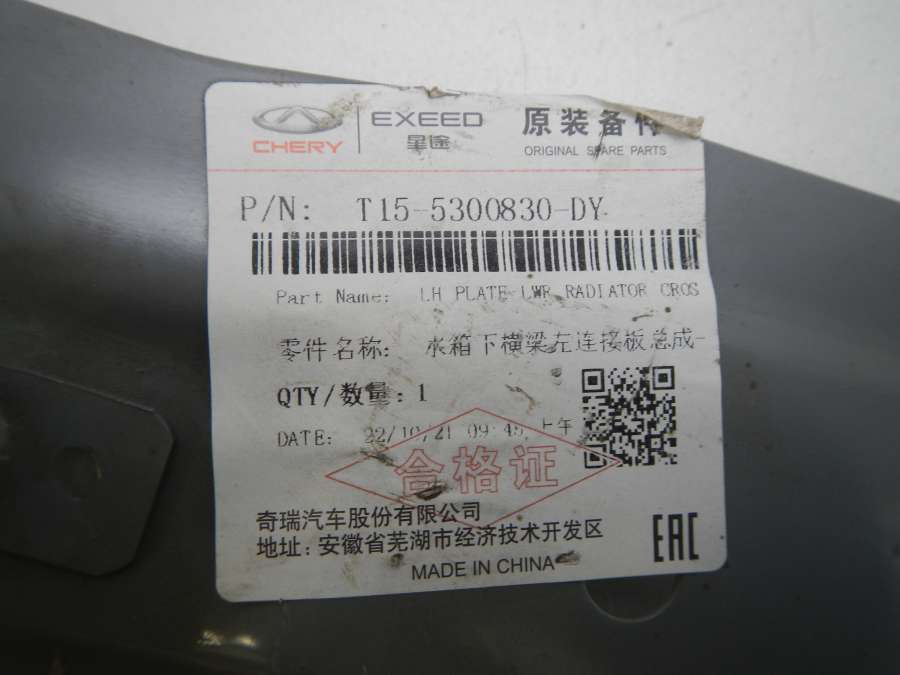 CHERY
EXEED
星途
原装备件
ORIGINAL SPARE PARTS
P/N: T15-5300830-DY
Part Name: LH PLATE-LWR RADIATOR CROS
零件名称: 水箱下横梁左连接板总成-
QTY/数量: 1
DATE: 22/10/21 09:45 上午
合格证
奇瑞汽车股份有限公司
地址: 安徽省芜湖市经济技术开发区
EAC
MADE IN CHINA